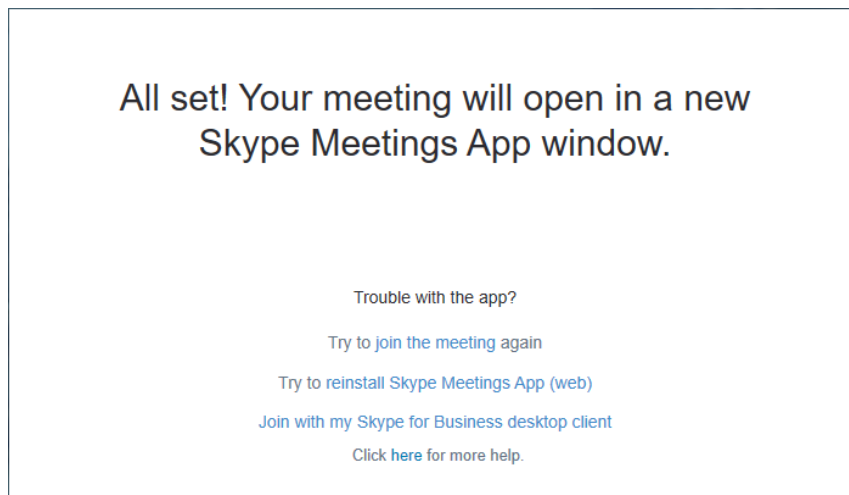 All set! Your meeting will open in a new
Skype Meetings App window.
Trouble with the app?
Try to join the meeting again
Try to reinstall Skype Meetings App (web)
Join with my Skype for Business desktop client
Click here for more help.